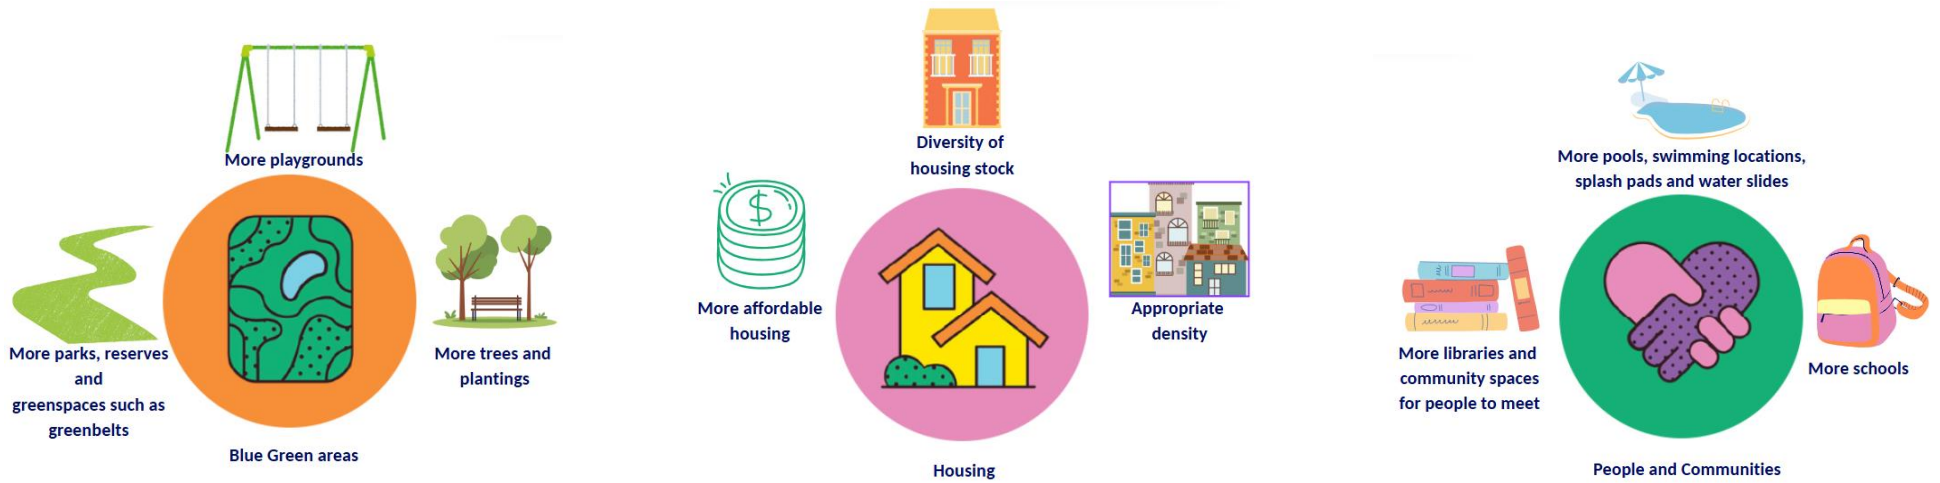 More playgrounds
More parks, reserves
and
greenspaces such as
greenbelts
More trees and
plantings
Blue Green areas
Diversity of
housing stock
$
More affordable
housing
Appropriate
density
Housing
More pools, swimming locations,
splash pads and water slides
More libraries and
community spaces
for people to meet
More schools
People and Communities